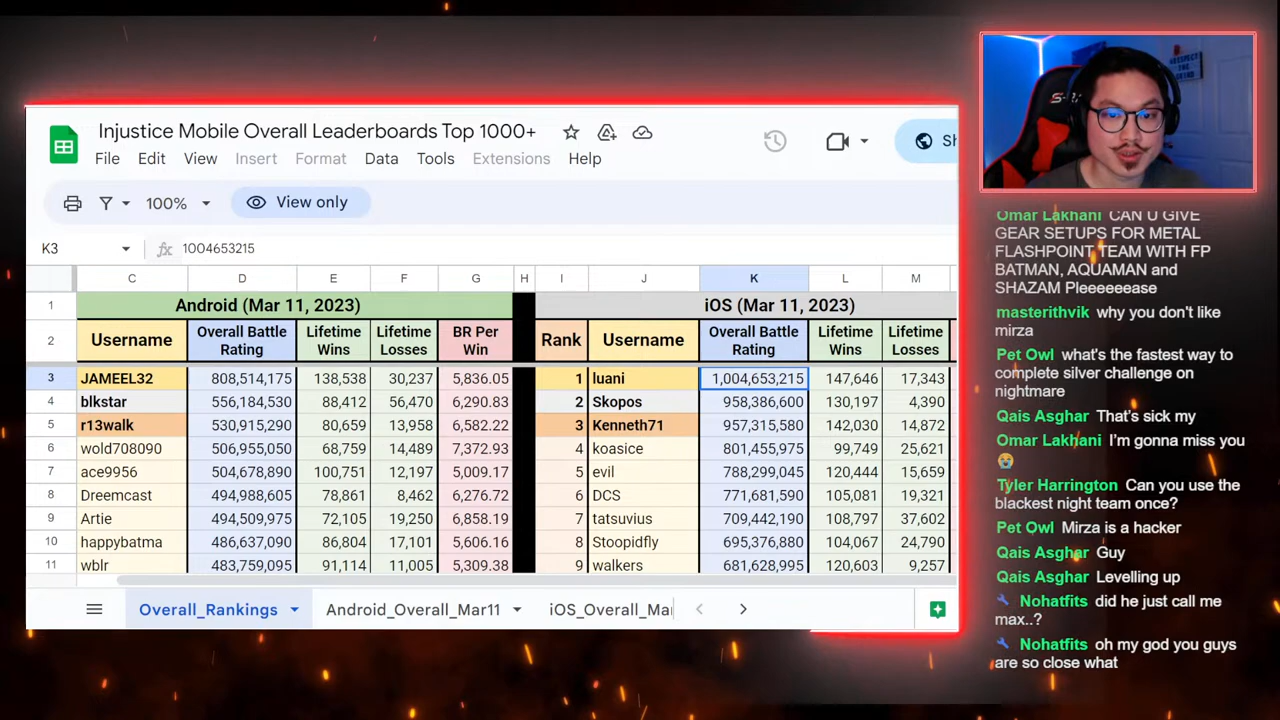 Injustice Mobile Overall Leaderboards Top 1000+
File Edit View Insert Format Data Tools Extensions Help
100% View only
K3 fx 1004653215
C D E F G H I J K L M
1 Android (Mar 11, 2023) iOS (Mar 11, 2023)
2 Username Overall Battle Rating Lifetime Wins Lifetime Losses BR Per Win Rank Username Overall Battle Rating Lifetime Wins Lifetime Losses
3 JAMEEL32 808,514,175 138,538 30,237 5,836.05 1 luani 1,004,653,215 147,646 17,343
4 blkstar 556,184,530 88,412 56,470 6,290.83 2 Skopos 958,386,600 130,197 4,390
5 r13walk 530,915,290 80,659 13,958 6,582.22 3 Kenneth71 957,315,580 142,030 14,872
6 wold708090 506,955,050 68,759 14,489 7,372.93 4 koasice 801,455,975 99,749 25,621
7 ace9956 504,678,890 100,751 12,197 5,009.17 5 evil 788,299,045 120,444 15,659
8 Dreemcast 494,988,605 78,861 8,462 6,276.72 6 DCS 771,681,590 105,081 19,321
9 Artie 494,509,975 72,105 19,250 6,858.19 7 tatsuvius 709,442,190 108,797 37,602
10 happybatma 486,637,090 86,804 17,101 5,606.16 8 Stoopidfly 695,376,880 104,067 24,790
11 wblr 483,759,095 91,114 11,005 5,309.38 9 walkers 681,628,995 120,603 9,257
Overall_Rankings Android_Overall_Mar11 iOS_Overall_Mar
Omar Lakhani CAN U GIVE
GEAR SETUPS FOR METAL
FLASHPOINT TEAM WITH FP
BATMAN, AQUAMAN and
SHAZAM Pleeeeeease
masterithvik why you don't like
mirza
Pet Owl what's the fastest way to
complete silver challenge on
nightmare
Qais Asghar That's sick my
Omar Lakhani I'm gonna miss you
😭
Tyler Harrington Can you use the
blackest night team once?
Pet Owl Mirza is a hacker
Qais Asghar Guy
Qais Asghar Levelling up
Nohatfits did he just call me
max..?
Nohatfits oh my god you guys
are so close what